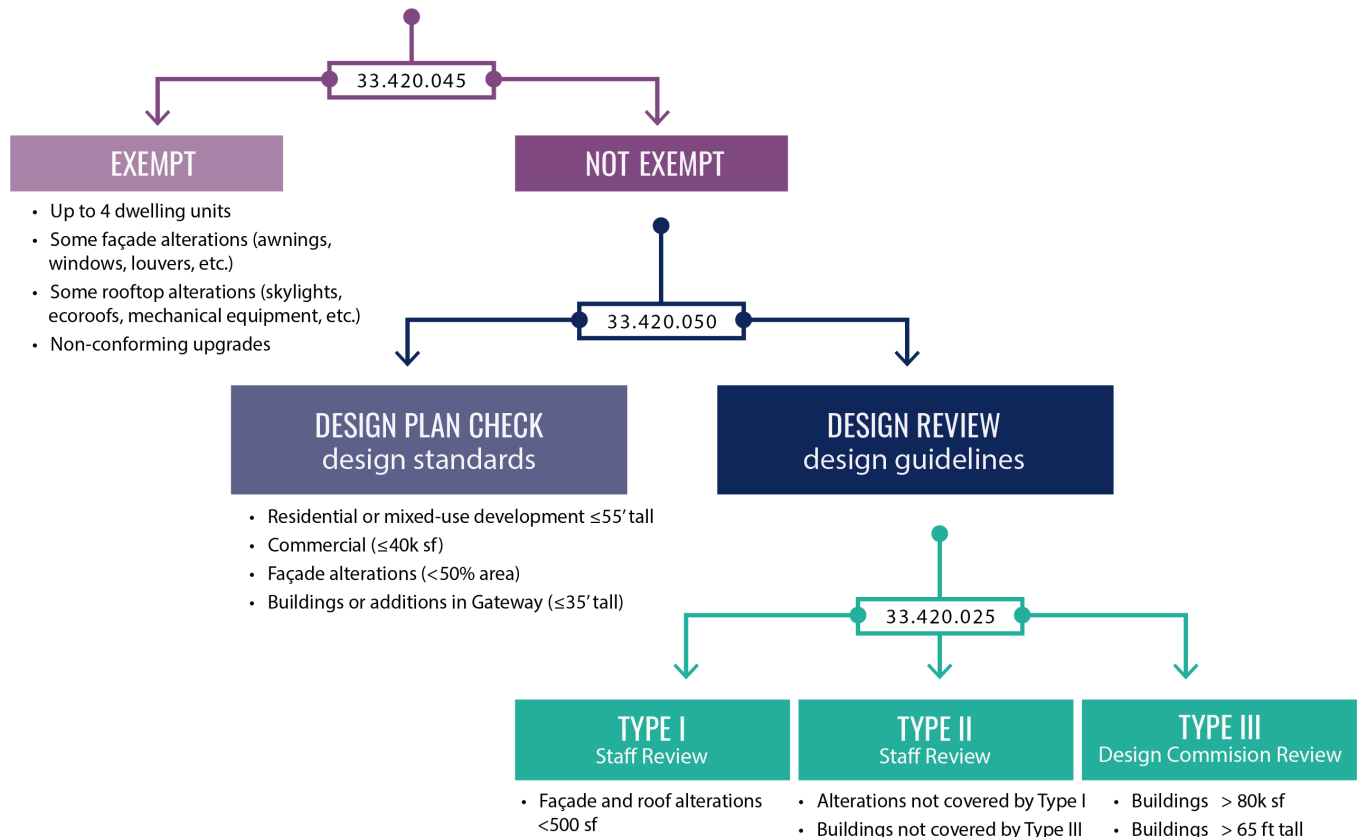 33.420.045
EXEMPT
NOT EXEMPT
• Up to 4 dwelling units
• Some façade alterations (awnings,
windows, louvers, etc.)
• Some rooftop alterations (skylights,
ecoroofs, mechanical equipment, etc.)
• Non-conforming upgrades
33.420.050
DESIGN PLAN CHECK
design standards
DESIGN REVIEW
design guidelines
• Residential or mixed-use development ≤55’ tall
• Commercial (≤40k sf)
• Façade alterations (<50% area)
• Buildings or additions in Gateway (≤35’ tall)
33.420.025
TYPE I
Staff Review
TYPE II
Staff Review
TYPE III
Design Commision Review
• Façade and roof alterations
<500 sf
• Alterations not covered by Type I
• Buildings not covered by Type III
• Buildings > 80k sf
• Buildings > 65 ft tall